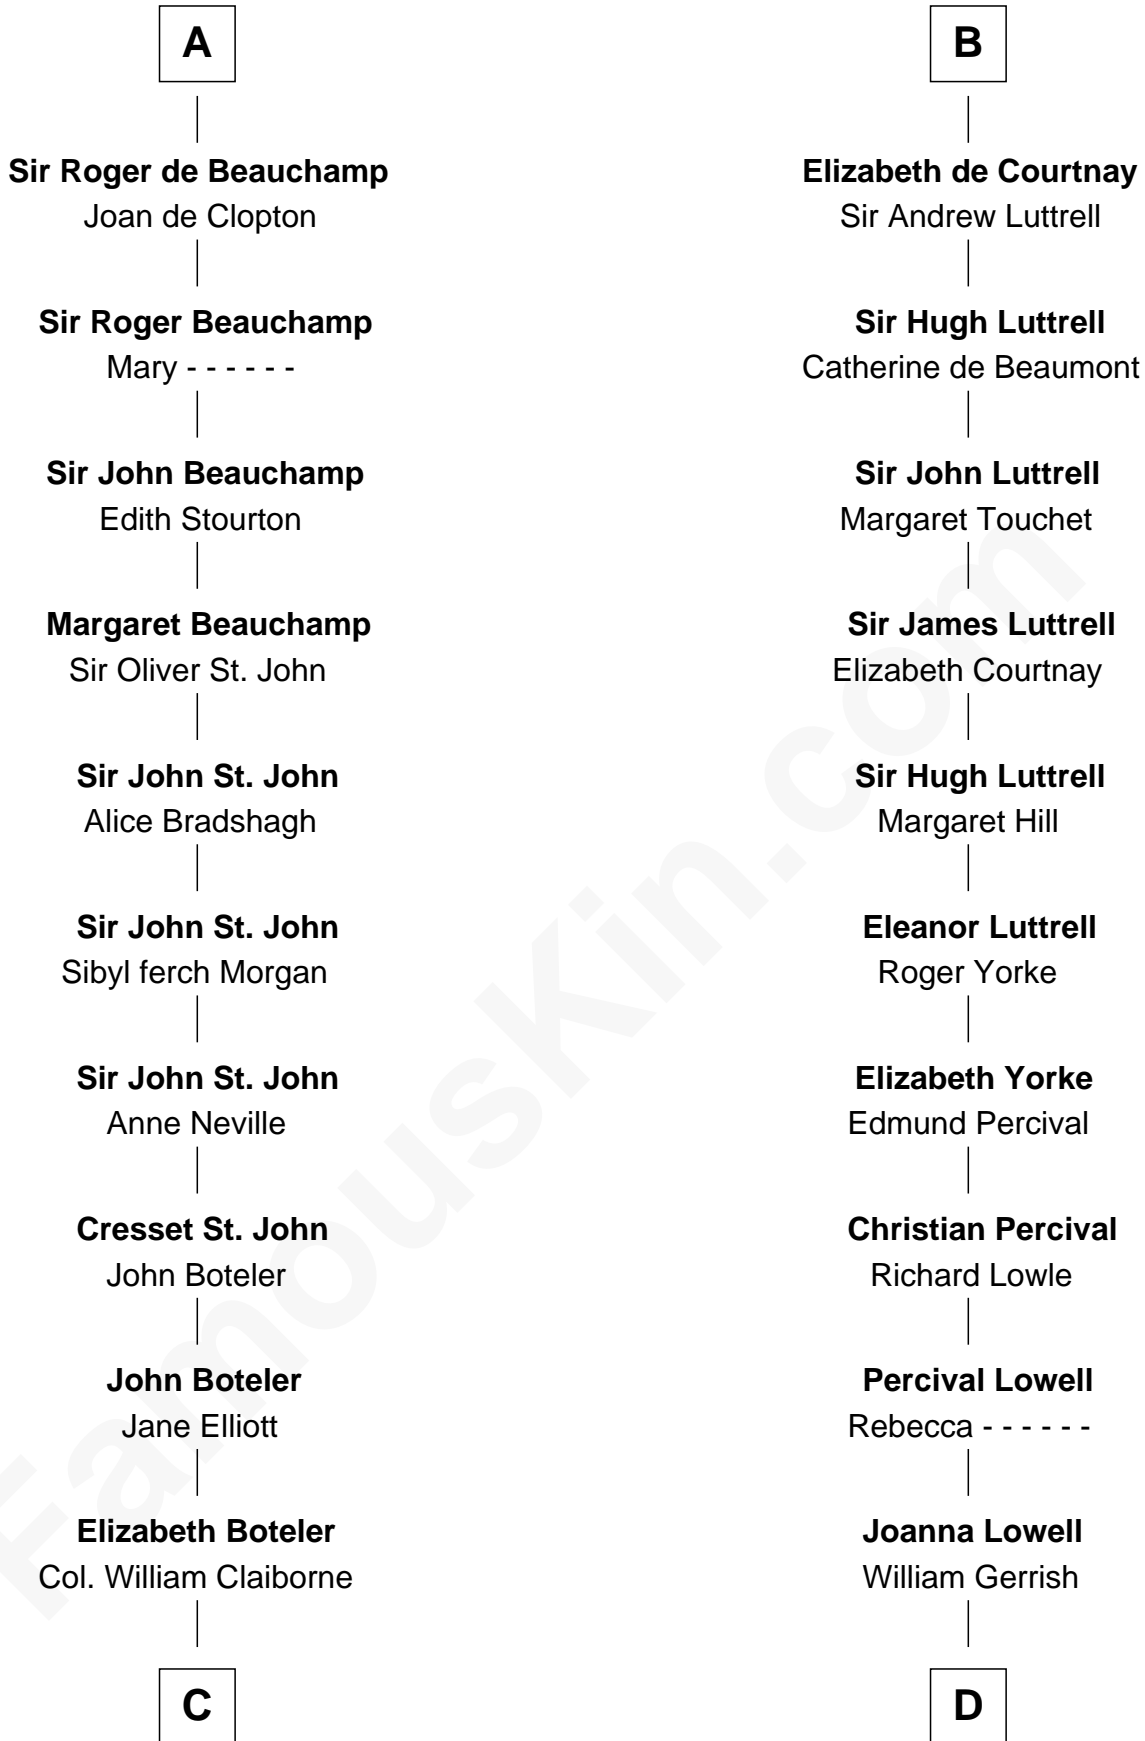 A
Sir Roger de Beauchamp
Joan de Clopton
Sir Roger Beauchamp
Mary - - - - - -
Sir John Beauchamp
Edith Stourton
Margaret Beauchamp
Sir Oliver St. John
Sir John St. John
Alice Bradshagh
Sir John St. John
Sibyl ferch Morgan
Sir John St. John
Anne Neville
Cresset St. John
John Boteler
John Boteler
Jane Elliott
Elizabeth Boteler
Col. William Claiborne
C
B
Elizabeth de Courtnay
Sir Andrew Luttrell
Sir Hugh Luttrell
Catherine de Beaumont
Sir John Luttrell
Margaret Touchet
Sir James Luttrell
Elizabeth Courtnay
Sir Hugh Luttrell
Margaret Hill
Eleanor Luttrell
Roger Yorke
Elizabeth Yorke
Edmund Percival
Christian Percival
Richard Lowle
Percival Lowell
Rebecca - - - - - -
Joanna Lowell
William Gerrish
D
FamousKin.com